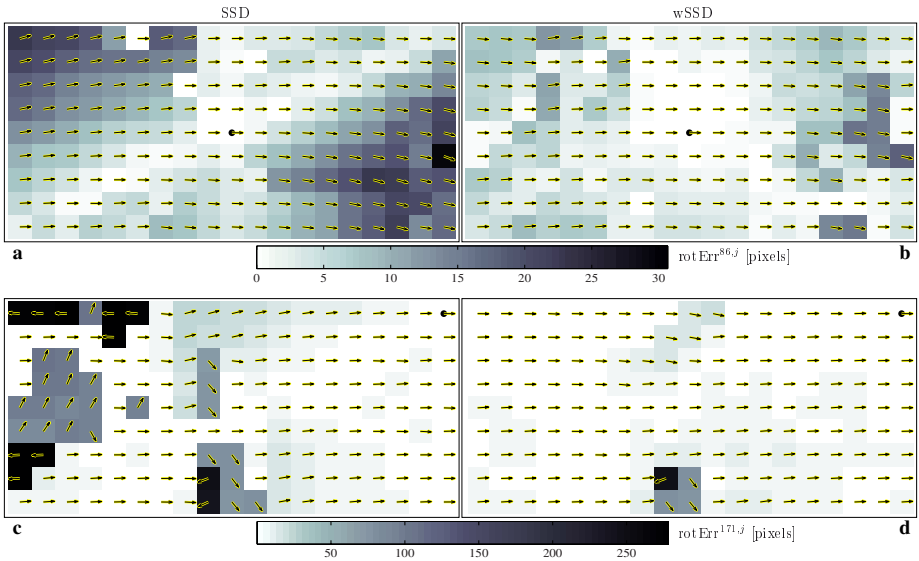 SSD
wSSD
a
b
rotErr^86,j [pixels]
0 5 10 15 20 25 30
c
d
rotErr^171,j [pixels]
50 100 150 200 250